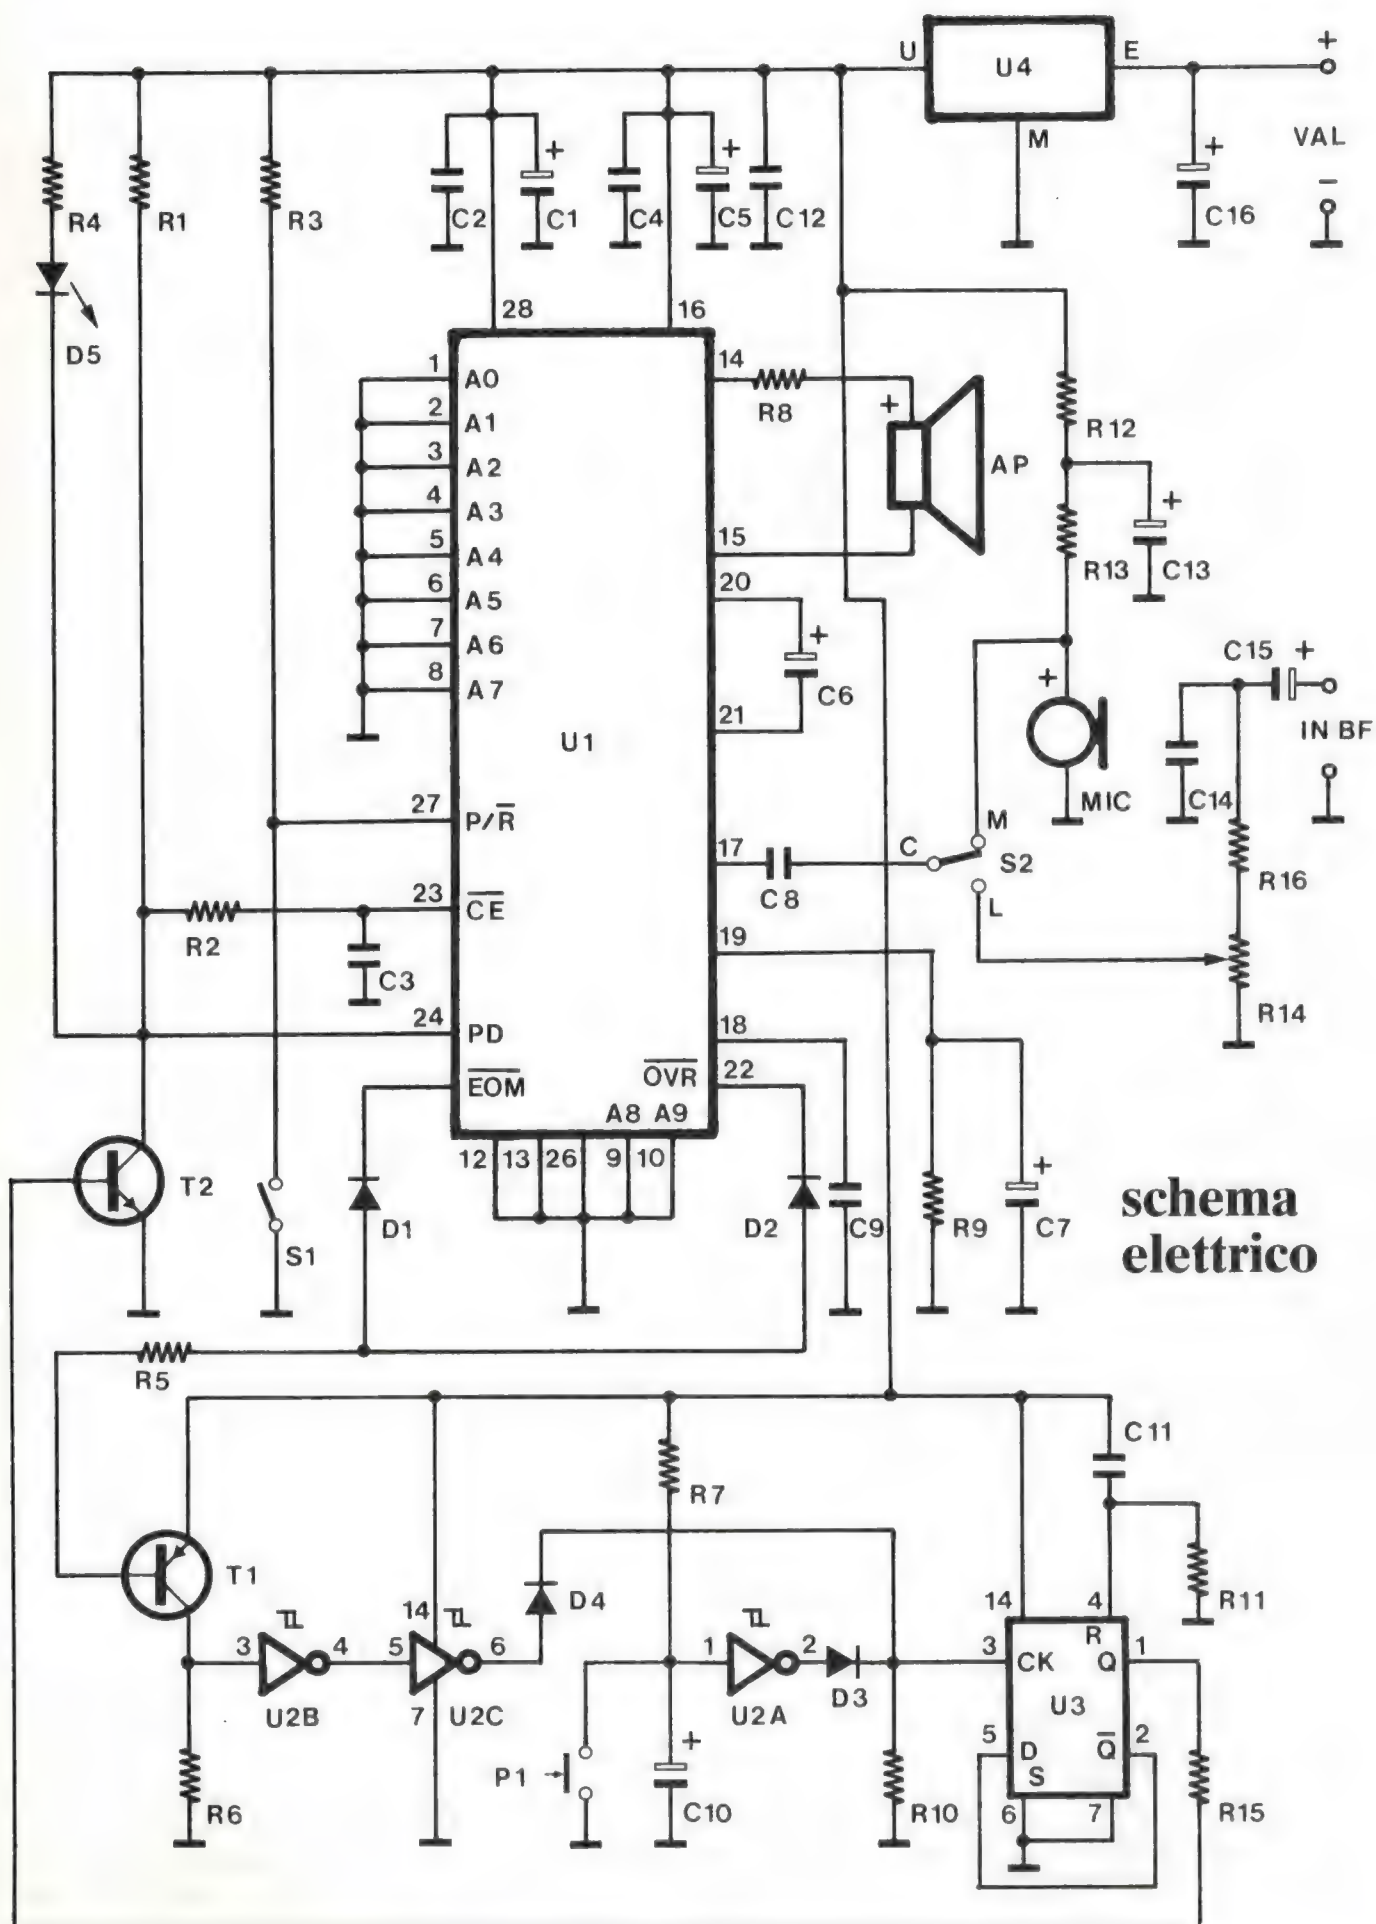 U
U4
E
+
M
VAL
+
C16
−
R4
R1
R3
C2
+
C1
C4
+
C5
C12
D5
28
16
1
A0
2
A1
3
A2
4
A3
5
A4
6
A5
7
A6
8
A7
U1
14
R8
+
AP
15
20
+
C6
21
R12
+
R13
C13
C15
+
IN BF
+
MIC
C14
27
P/R̅
17
C8
C
M
S2
L
R16
R14
23
C̅E̅
R2
C3
24
PD
19
18
22
E̅O̅M̅
O̅V̅R̅
A8
A9
12
13
26
9
10
T2
S1
D1
D2
C9
R9
+
C7
schema
elettrico
R5
T1
R7
C11
R11
3
4
U2B
5
14
6
7
U2C
D4
1
2
U2A
D3
14
4
R
3
CK
Q
1
U3
5
D
Q̅
2
S
6
7
R6
P1
+
C10
R10
R15